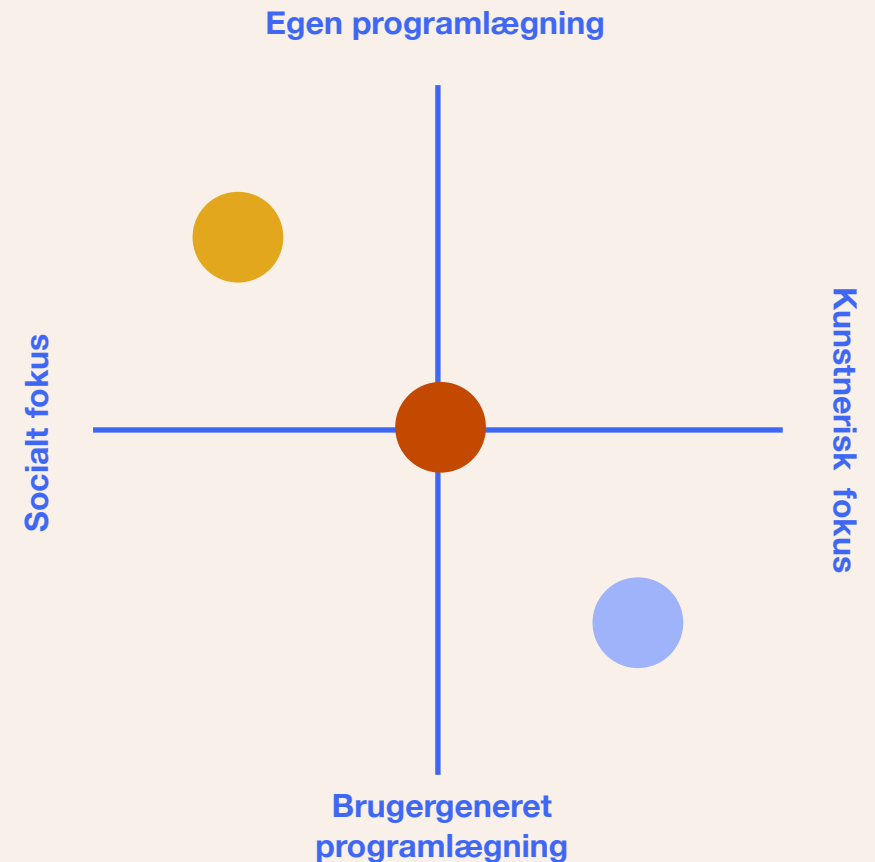 Egen programlægning
Socialt fokus
Kunstnerisk fokus
Brugergeneret
programlægning